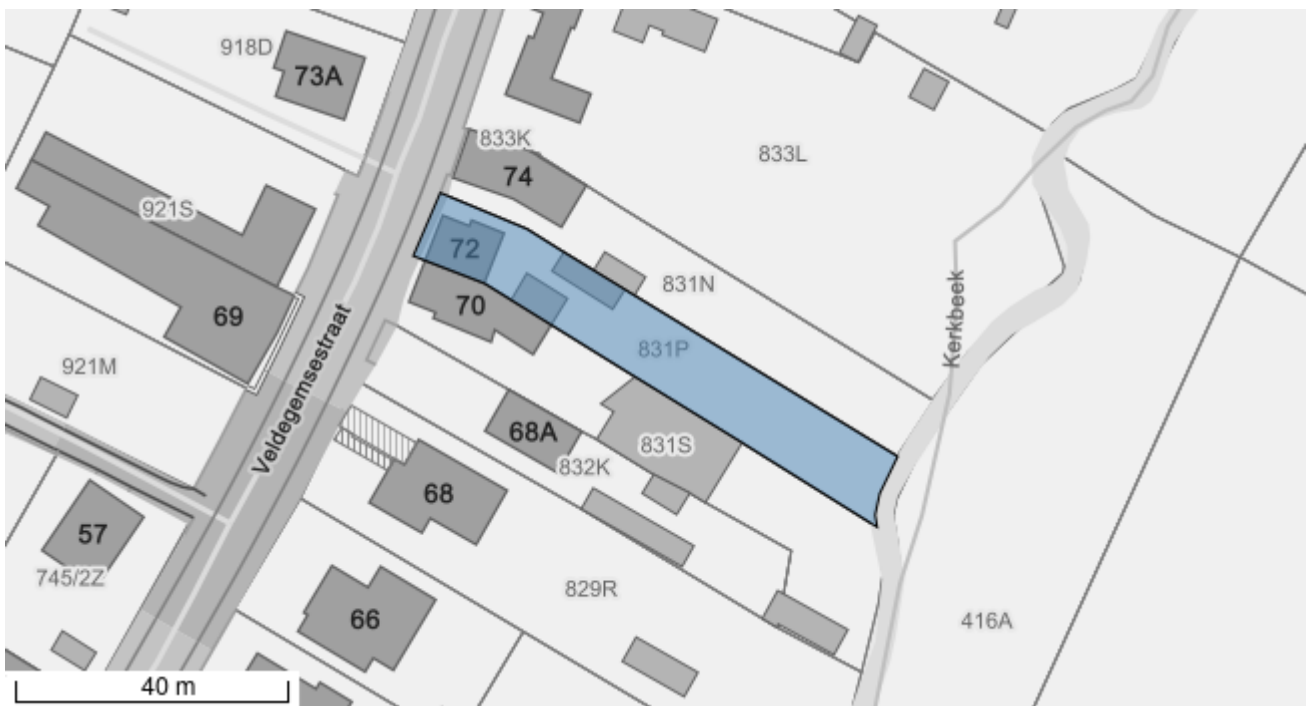 918D
73A
833K
74
833L
921S
72
831N
70
69
831P
Kerkbeek
Veldegemsestraat
921M
68A
831S
832K
68
57
745/2Z
829R
66
416A
40 m